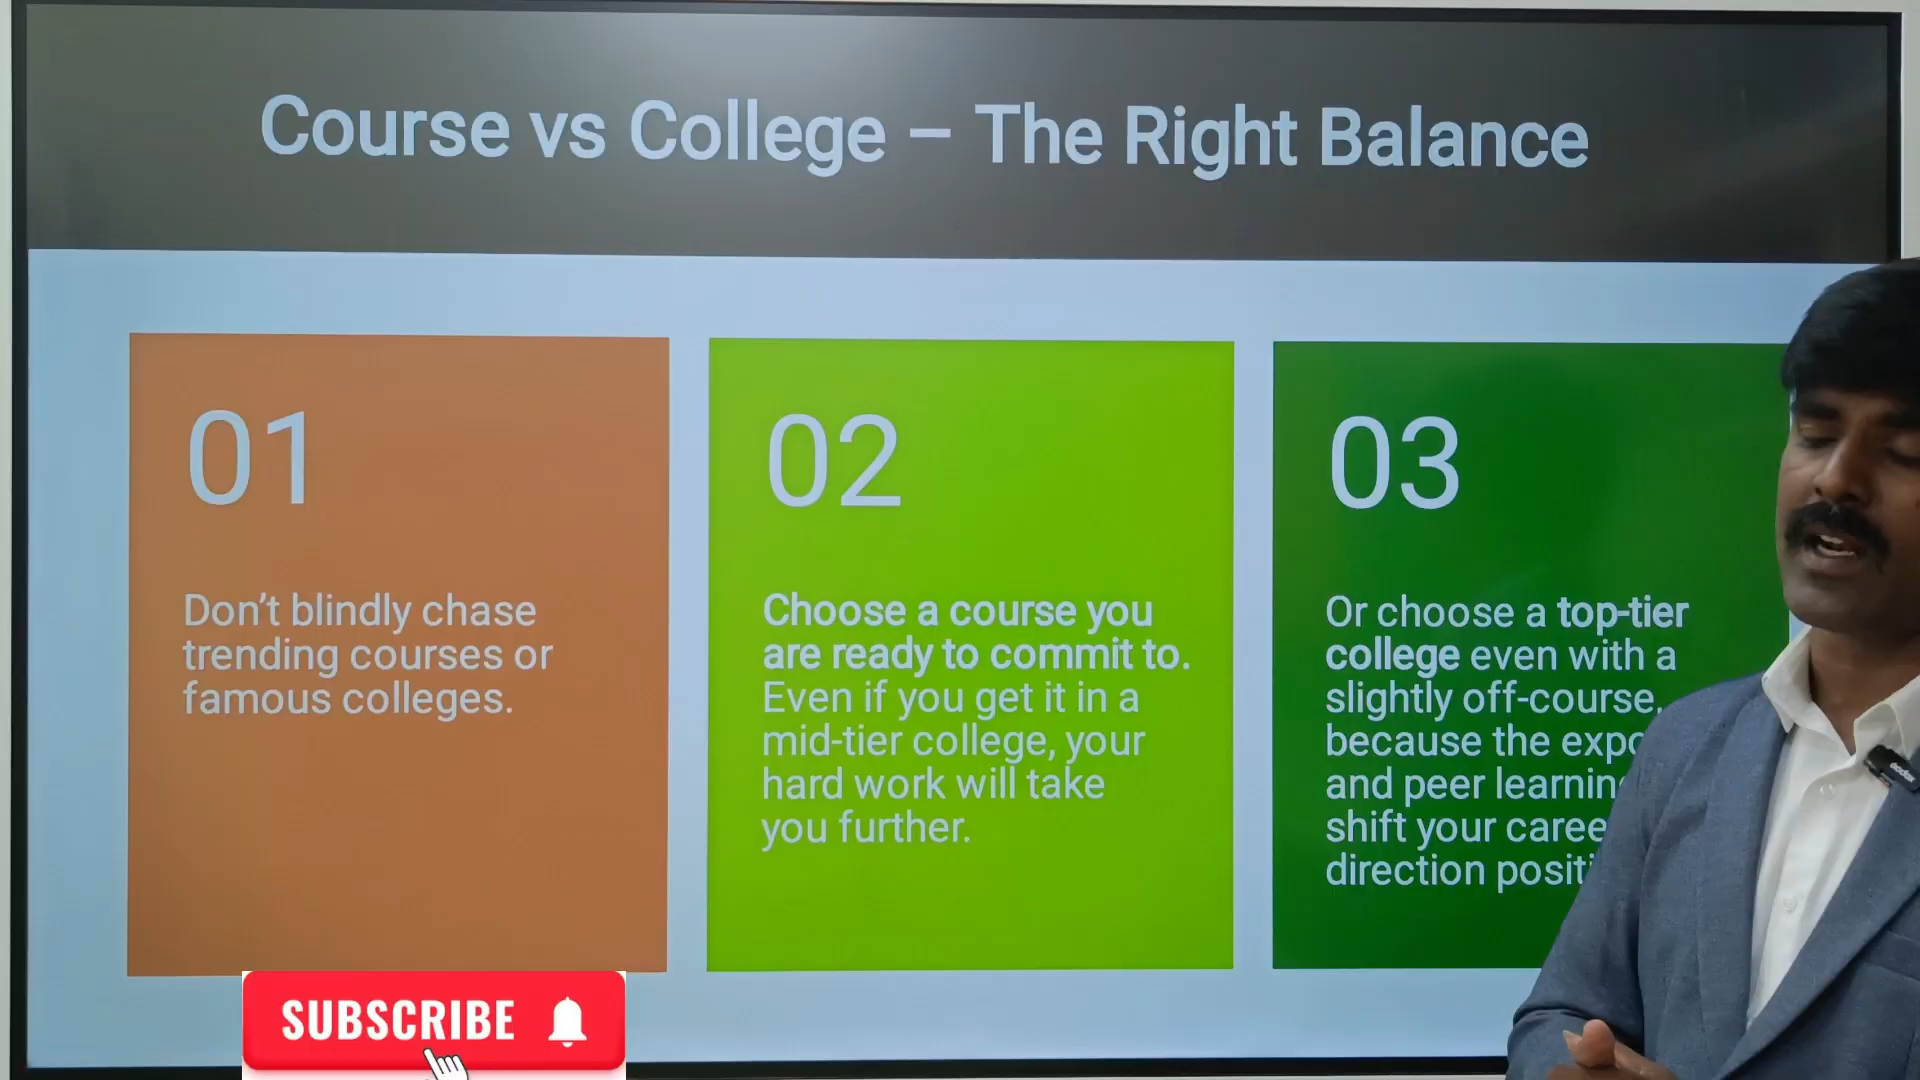 Course vs College – The Right Balance
01
Don't blindly chase
trending courses or
famous colleges.
02
Choose a course you
are ready to commit to.
Even if you get it in a
mid-tier college, your
hard work will take
you further.
03
Or choose a top-tier
college even with a
slightly off-course,
because the
and peer
shift your
direction
SUBSCRIBE